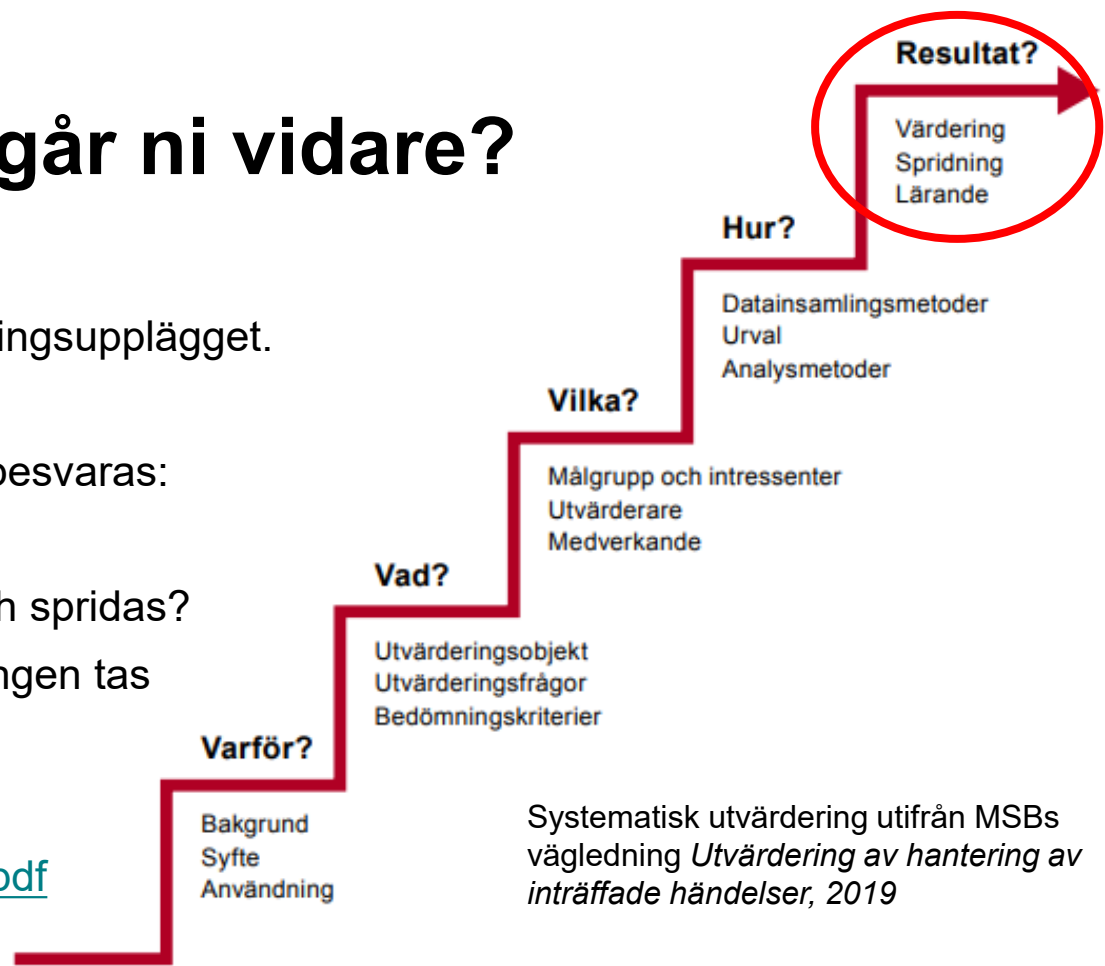 går ni vidare?
ingsupplägget.
besvaras:
h spridas?
ngen tas
pdf
Resultat?
Värdering
Spridning
Lärande
Hur?
Datainsamlingsmetoder
Urval
Analysmetoder
Vilka?
Målgrupp och intressenter
Utvärderare
Medverkande
Vad?
Utvärderingsobjekt
Utvärderingsfrågor
Bedömningskriterier
Varför?
Bakgrund
Syfte
Användning
Systematisk utvärdering utifrån MSBs
vägledning Utvärdering av hantering av
inträffade händelser, 2019